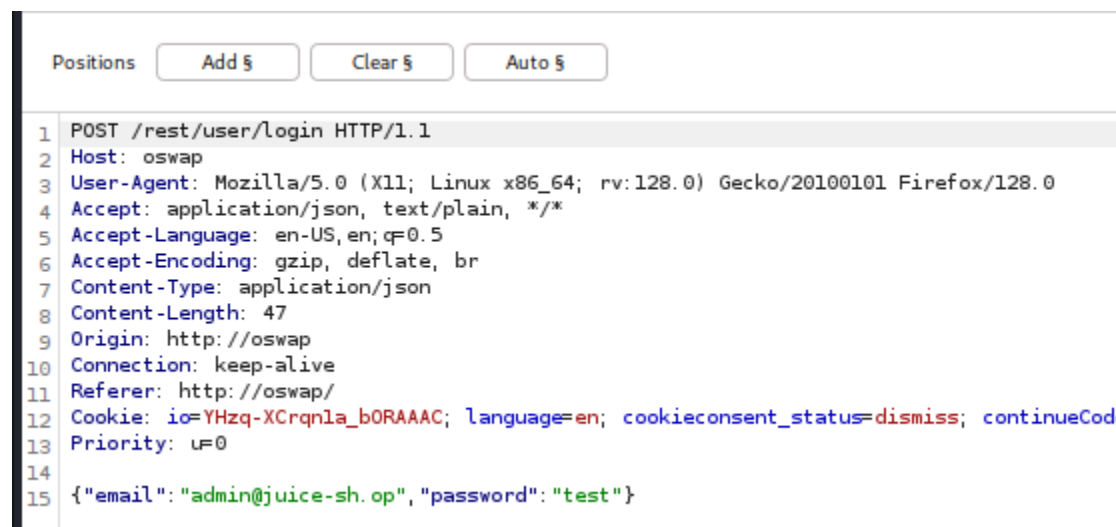 Positions Add § Clear § Auto §
1 POST /rest/user/login HTTP/1.1
2 Host: oswap
3 User-Agent: Mozilla/5.0 (X11; Linux x86_64; rv:128.0) Gecko/20100101 Firefox/128.0
4 Accept: application/json, text/plain, */*
5 Accept-Language: en-US,en;q=0.5
6 Accept-Encoding: gzip, deflate, br
7 Content-Type: application/json
8 Content-Length: 47
9 Origin: http://oswap
10 Connection: keep-alive
11 Referer: http://oswap/
12 Cookie: io=YHzq-XCrqn1a_bORAAAC; language=en; cookieconsent_status=dismiss; continueCod
13 Priority: u=0
14
15 {"email":"admin@juice-sh.op","password":"test"}